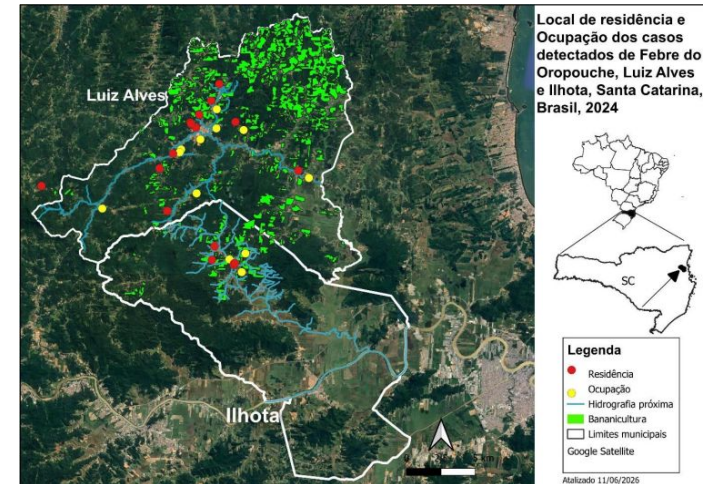 Local de residência e
Ocupação dos casos
detectados de Febre do
Oropouche, Luiz Alves
e Ilhota, Santa Catarina,
Brasil, 2024
Luiz Alves
Ilhota
SC
Legenda
Residência
Ocupação
Hidrografia próxima
Bananicultura
Limites municipais
Google Satellite
Atalizado 11/06/2026